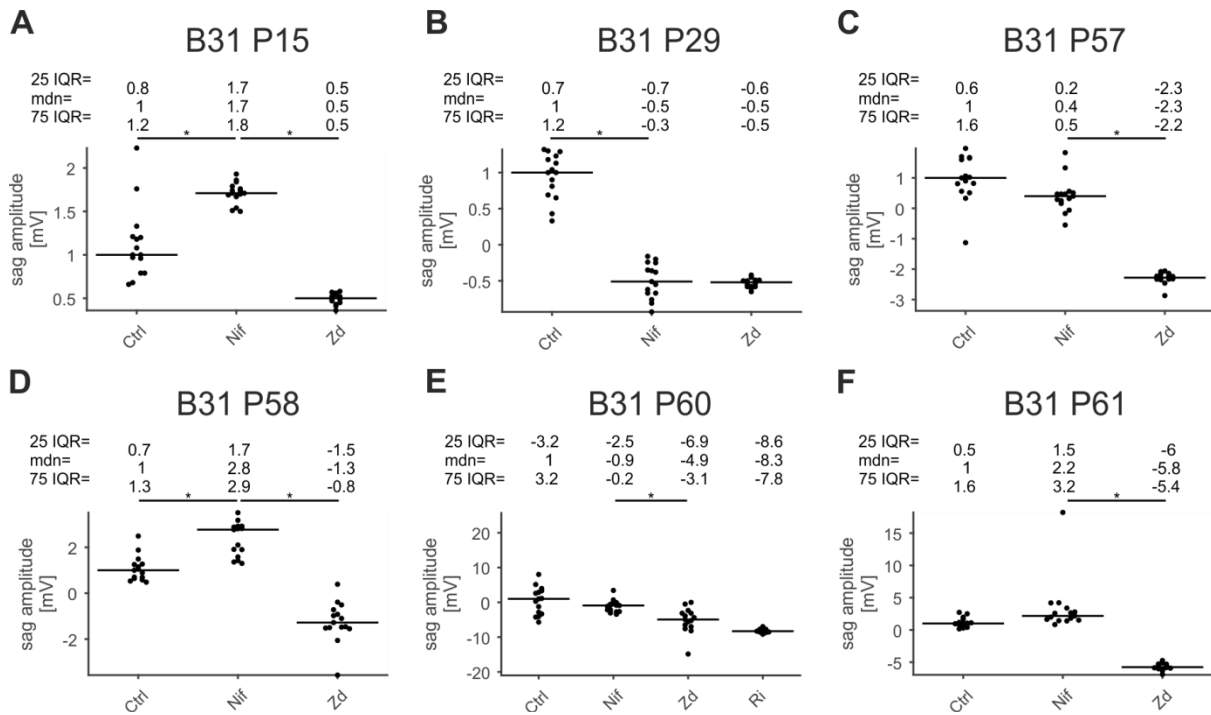 A
B31 P15
25 IQR= 0.8 1.7 0.5
mdn= 1 1.7 0.5
75 IQR= 1.2 1.8 0.5
* *
sag amplitude
[mV]
2
1.5
1
0.5
Ctrl Nif Zd
B
B31 P29
0.7 -0.7 -0.6
1 -0.5 -0.5
1.2 -0.3 -0.5
*
sag amplitude
[mV]
1
0.5
0
-0.5
Ctrl Nif Zd
C
B31 P57
0.6 0.2 -2.3
1 0.4 -2.3
1.6 0.5 -2.2
*
sag amplitude
[mV]
1
0
-1
-2
-3
Ctrl Nif Zd
D
B31 P58
25 IQR= 0.7 1.7 -1.5
mdn= 1 2.8 -1.3
75 IQR= 1.3 2.9 -0.8
* *
sag amplitude
[mV]
2
0
-2
Ctrl Nif Zd
E
B31 P60
25 IQR= -3.2 -2.5 -6.9 -8.6
mdn= 1 -0.9 -4.9 -8.3
75 IQR= 3.2 -0.2 -3.1 -7.8
*
sag amplitude
[mV]
20
10
0
-10
-20
Ctrl Nif Zd Ri
F
B31 P61
25 IQR= 0.5 1.5 -6
mdn= 1 2.2 -5.8
75 IQR= 1.6 3.2 -5.4
*
sag amplitude
[mV]
15
10
5
0
-5
Ctrl Nif Zd